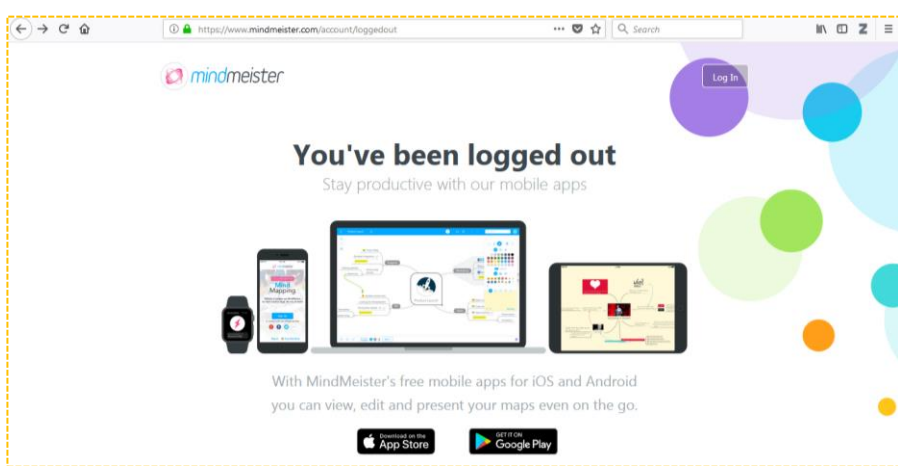 https://www.mindmeister.com/account/loggedout
Search
mindmeister
Log In
You've been logged out
Stay productive with our mobile apps
Mind
Mapping
With MindMeister's free mobile apps for iOS and Android
you can view, edit and present your maps even on the go.
Download on the
App Store
GET IT ON
Google Play